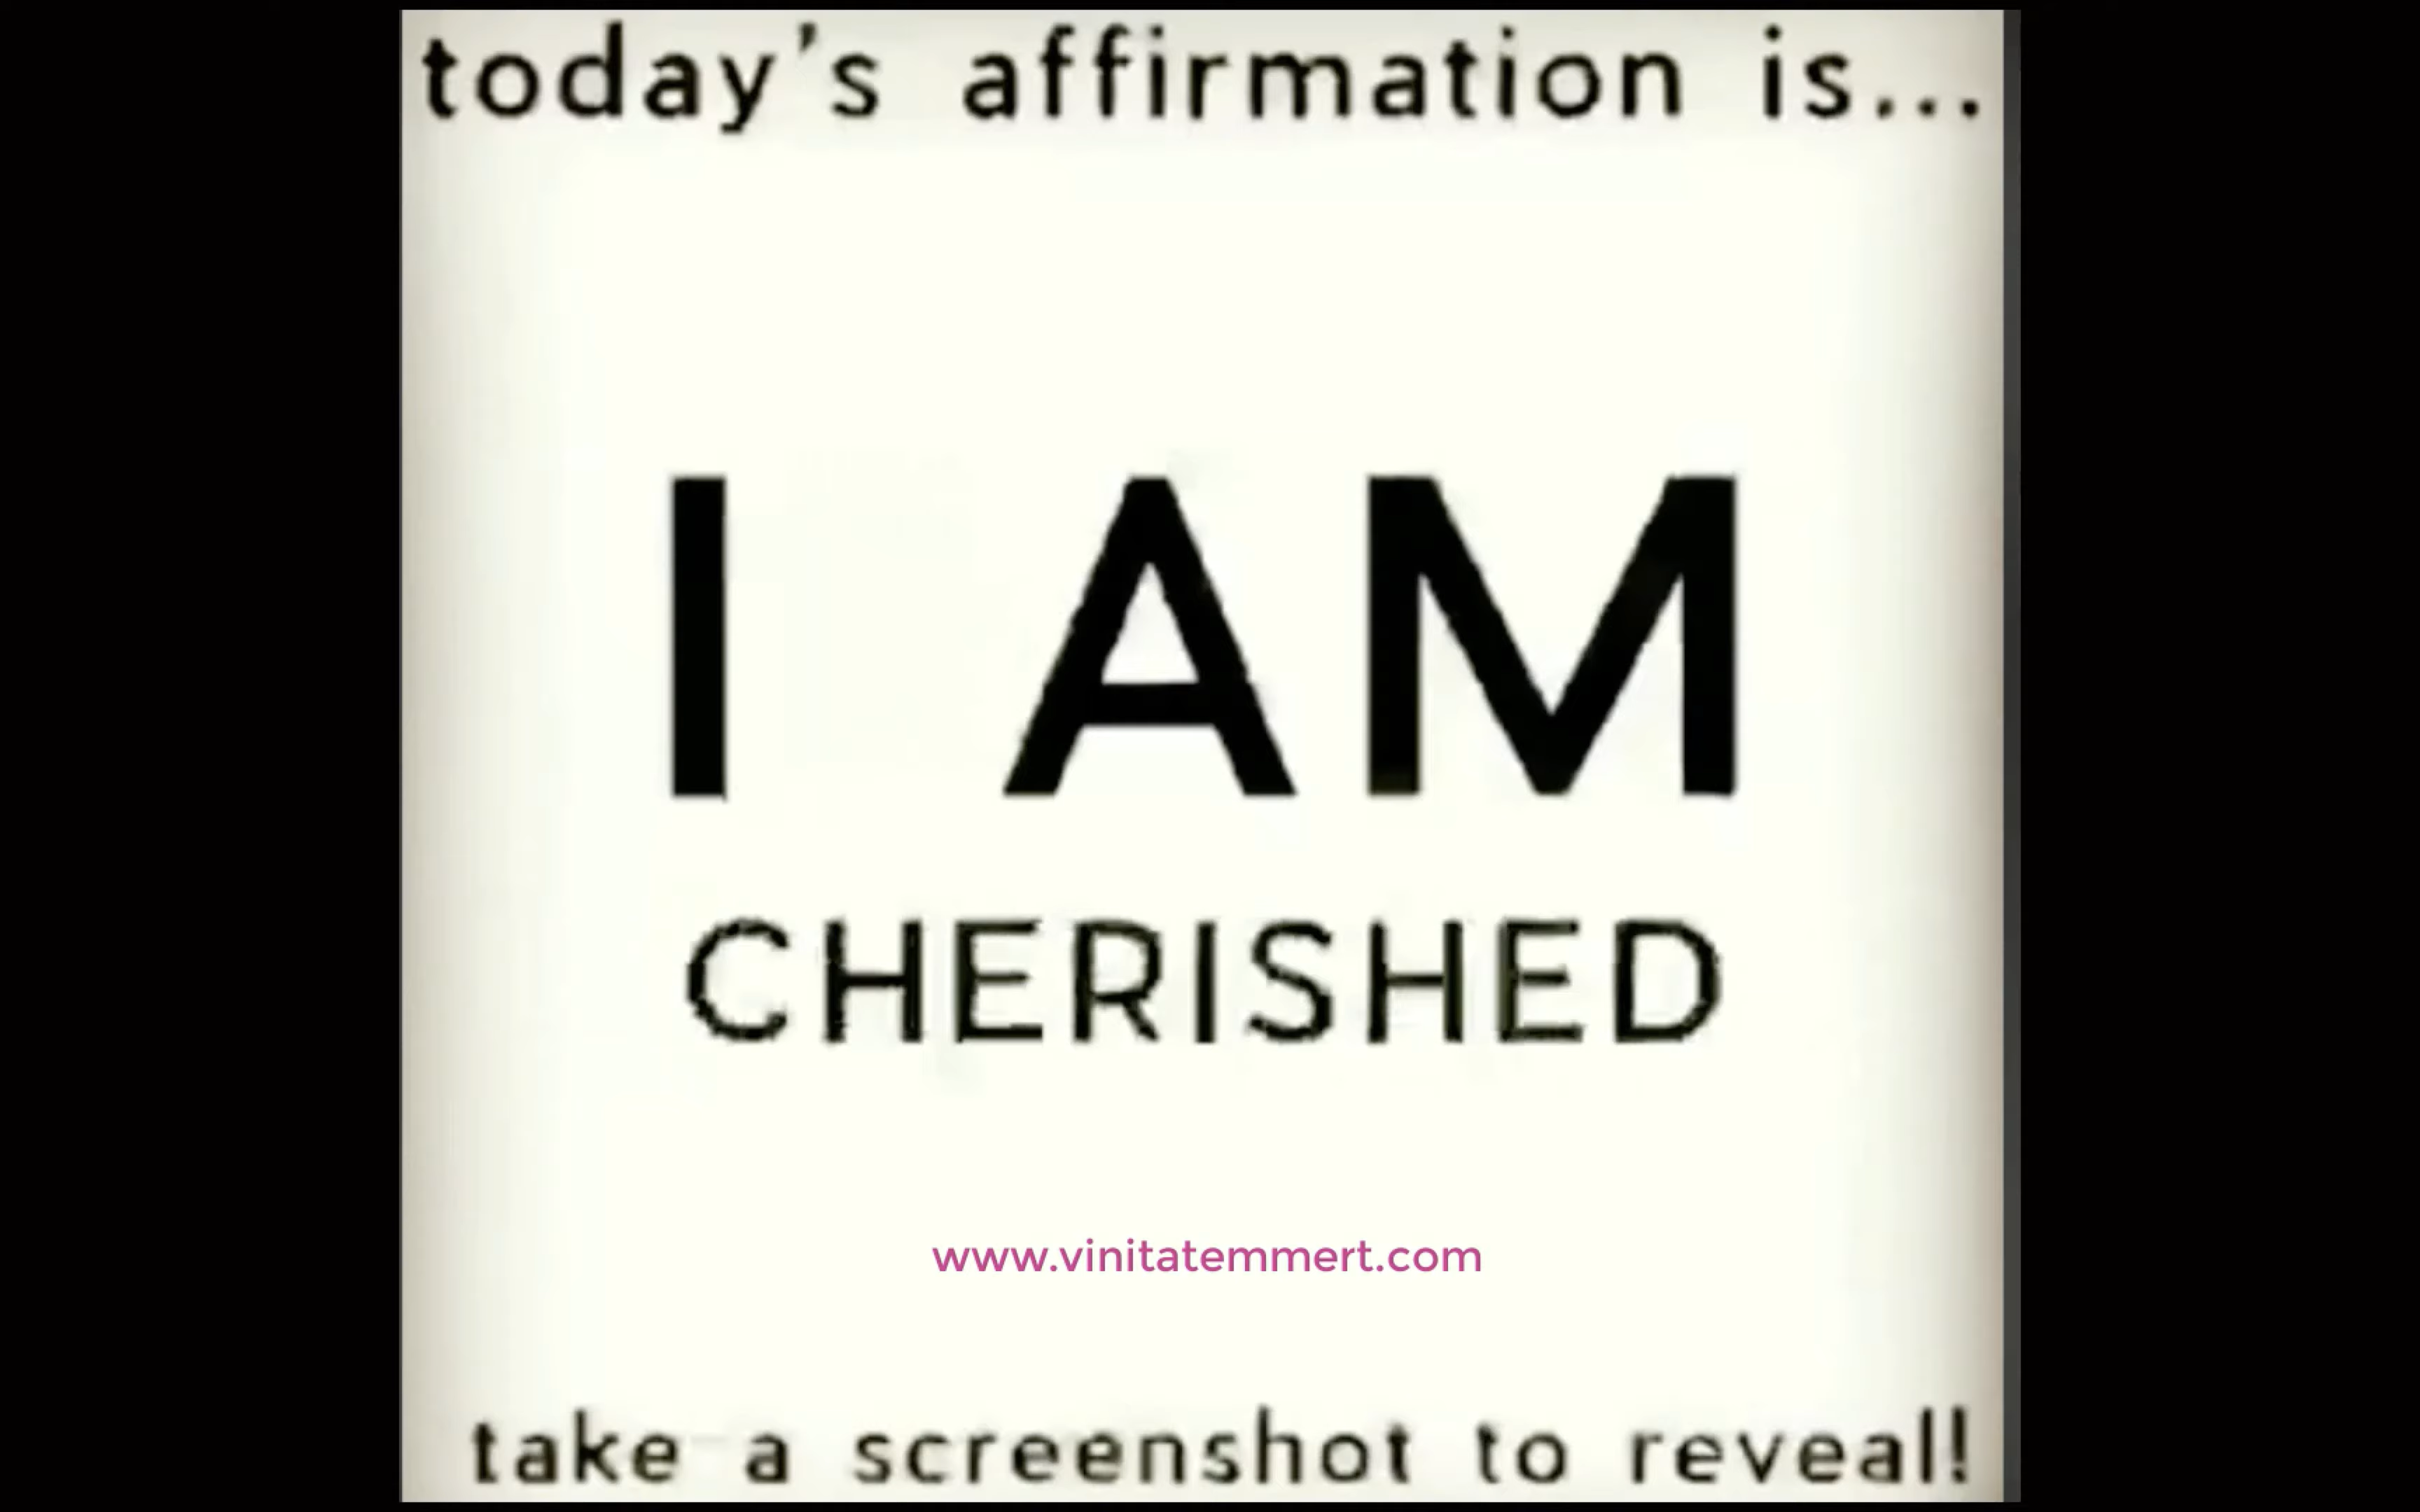 today's affirmation is...
I AM
CHERISHED
www.vinitatemmert.com
take a screenshot to reveal!